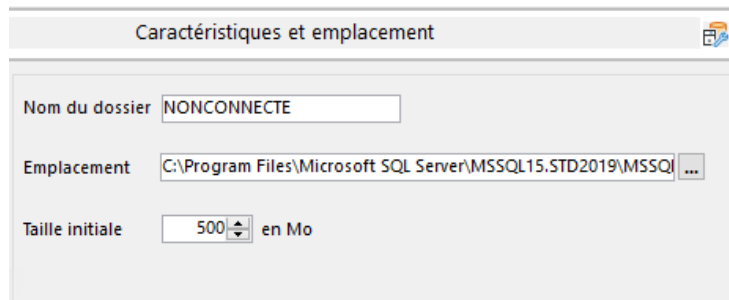 Caractéristiques et emplacement
Nom du dossier NONCONNECTE
Emplacement C:\Program Files\Microsoft SQL Server\MSSQL15.STD2019\MSSQl ...
Taille initiale 500 en Mo